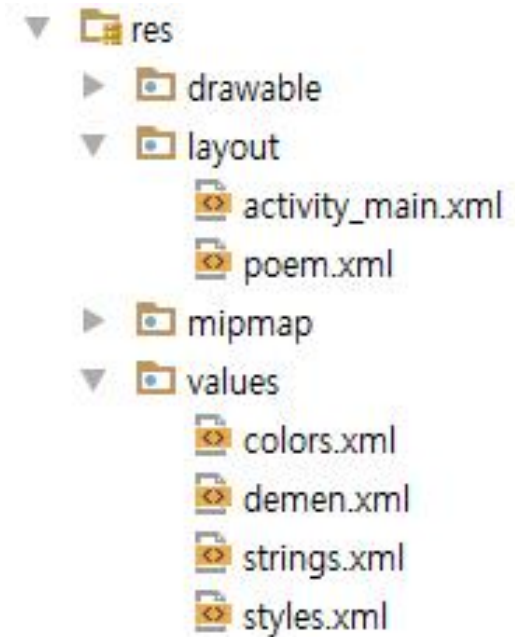 res
drawable
layout
activity_main.xml
poem.xml
mipmap
values
colors.xml
demen.xml
strings.xml
styles.xml